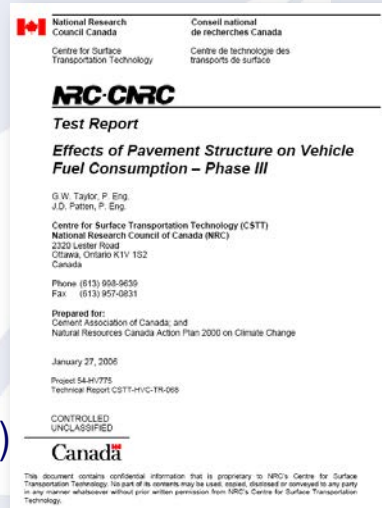 National Research
Council Canada
Conseil national
de recherches Canada
Centre for Surface
Transportation Technology
Centre de technologie des
transports de surface
NRC·CNRC
Test Report
Effects of Pavement Structure on Vehicle
Fuel Consumption – Phase III
G.W. Taylor, P. Eng.
J.D. Patten, P. Eng.
Centre for Surface Transportation Technology (CSTT)
National Research Council of Canada (NRC)
2320 Lester Road
Ottawa, Ontario K1V 1S2
Canada
Phone (613) 998-9639
Fax (613) 957-0831
Prepared for:
Cement Association of Canada; and
Natural Resources Canada Action Plan 2000 on Climate Change
January 27, 2006
Project 54-HV775
Technical Report CSTT-HVC-TR-068
CONTROLLED
UNCLASSIFIED
)
Canada
This document contains confidential information that is proprietary to NRC's Centre for Surface
Transportation Technology. No part of its contents may be used, copied, disclosed or conveyed to any party
in any manner whatsoever without prior written permission from NRC's Centre for Surface Transportation
Technology.